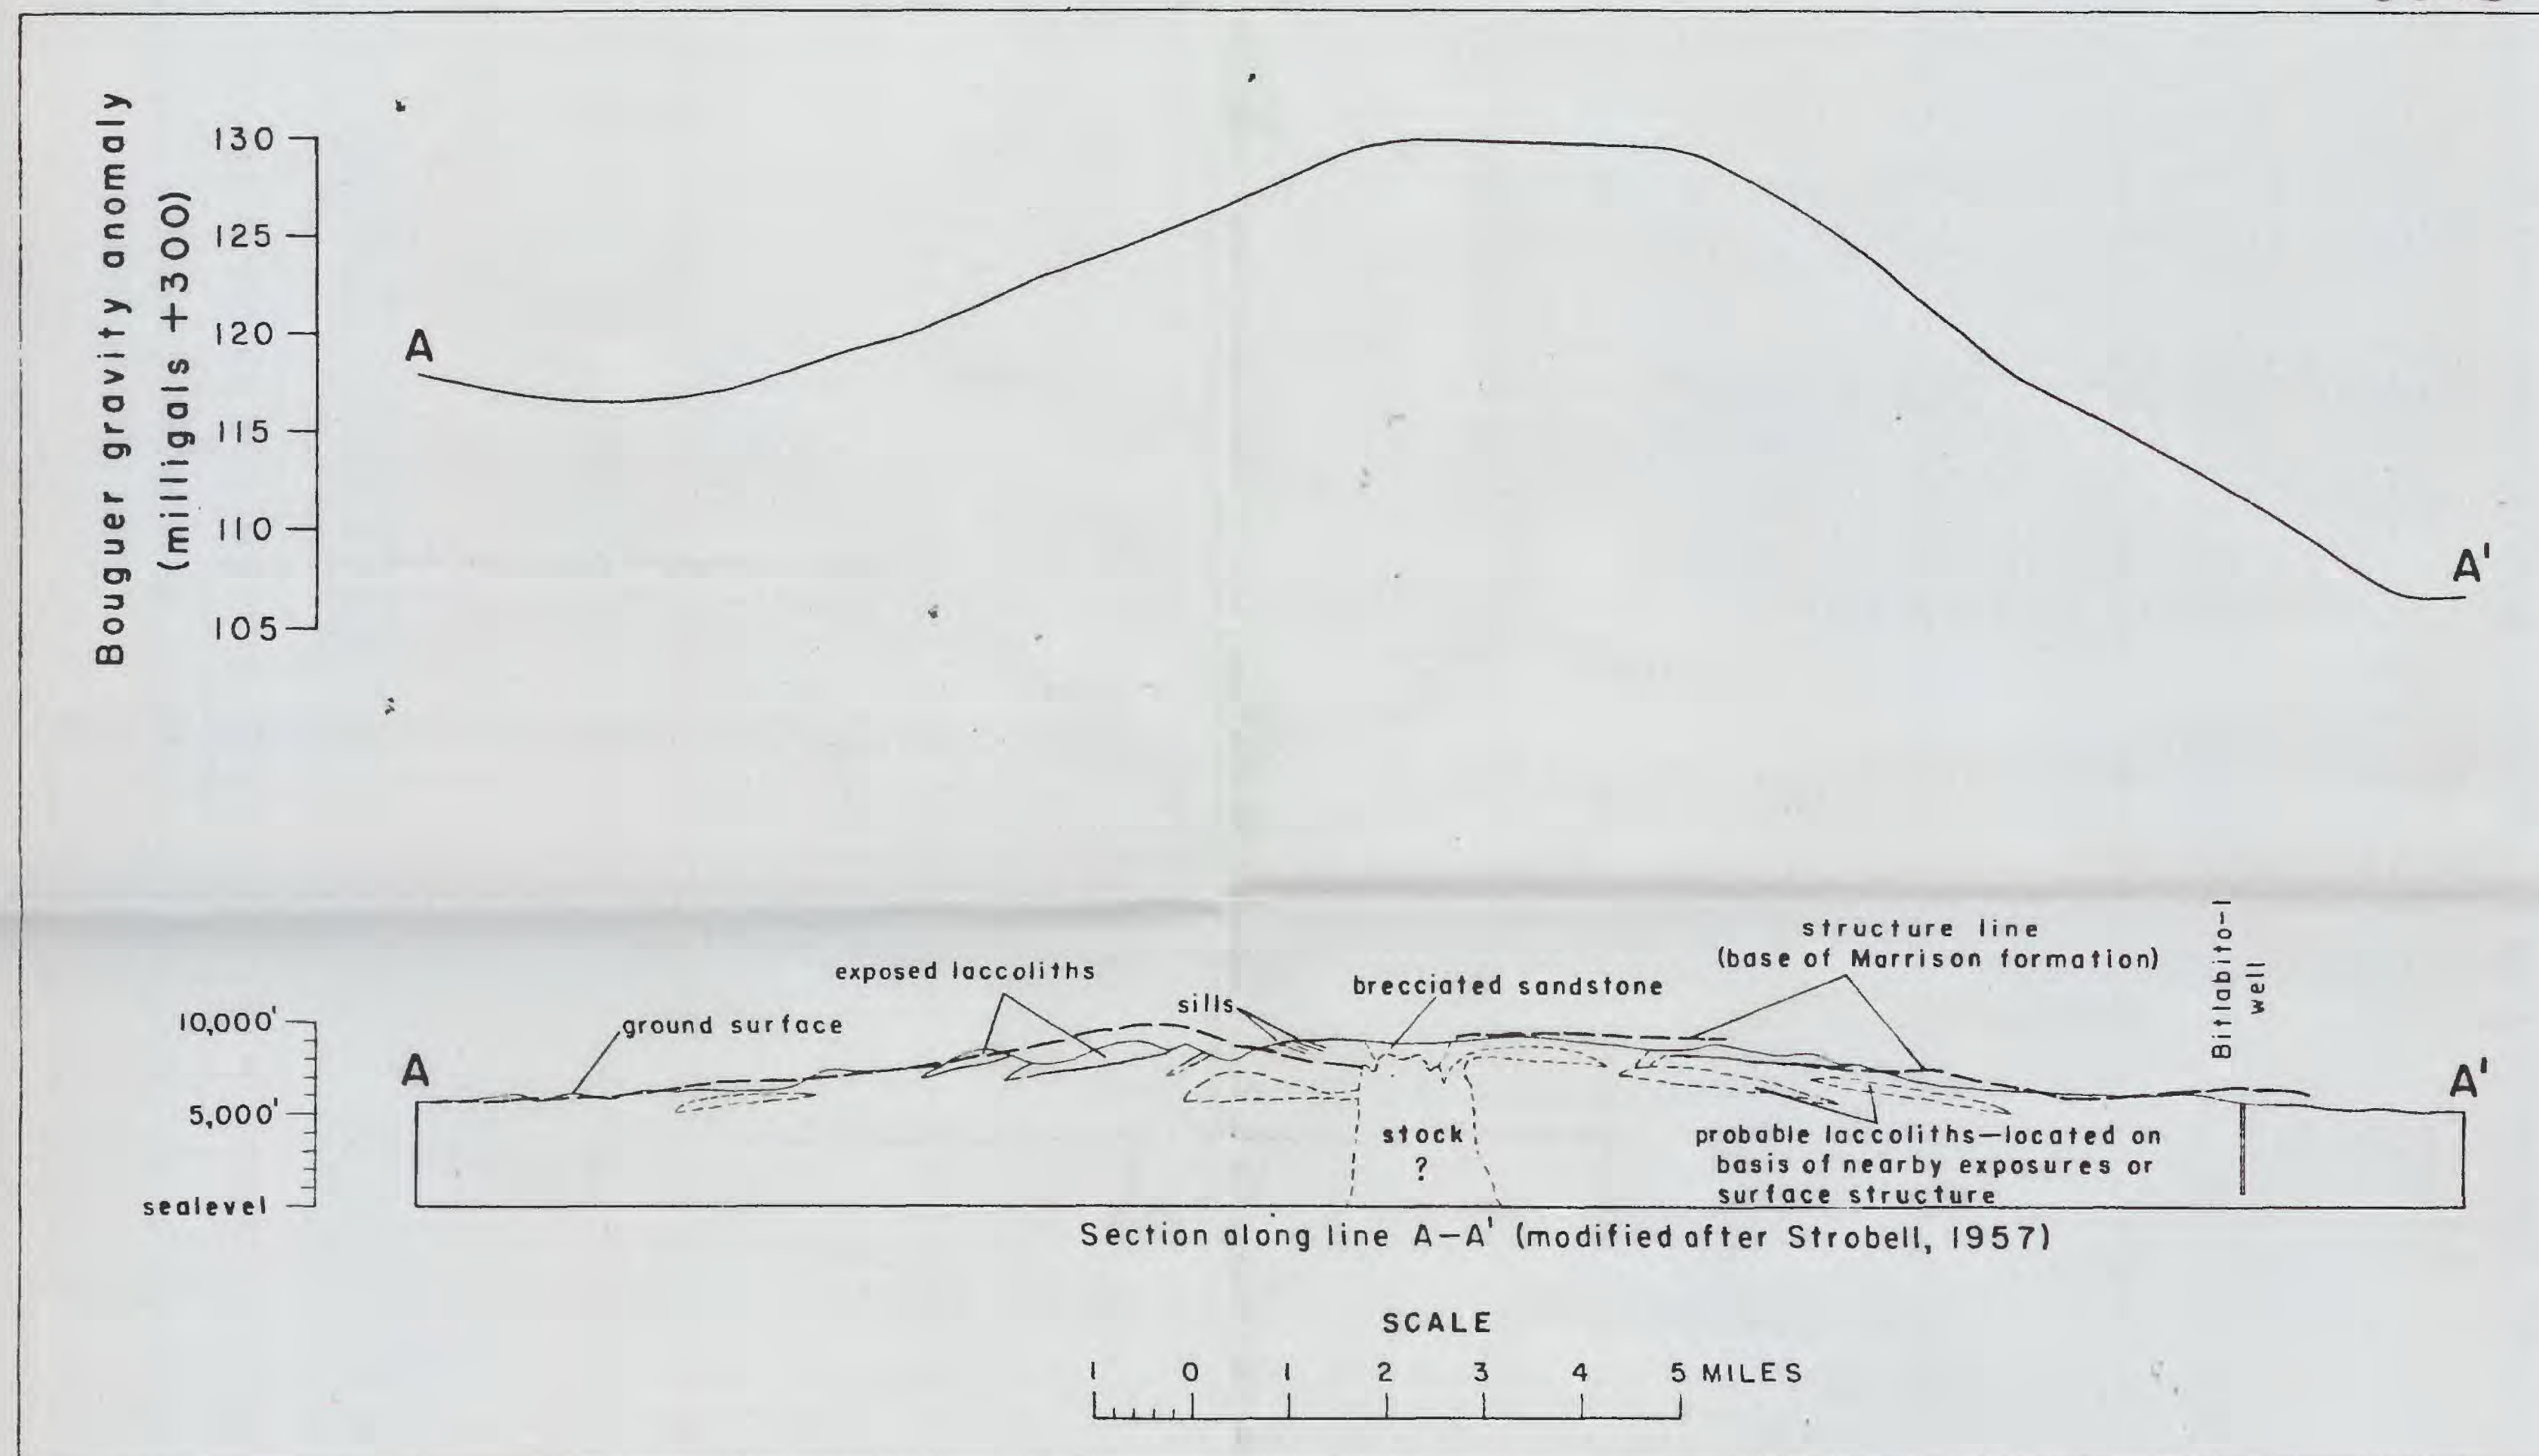 Bouguer gravity anomaly
(milligals +300)
130
125
120
115
110
105
A
A'
structure line
(base of Marrison formation)
Bitlabito-1
well
exposed laccoliths
brecciated sandstone
sills
ground surface
10,000'
5,000'
sealevel
A
A'
stock
?
probable laccoliths—located on
basis of nearby exposures or
surface structure
Section along line A-A' (modified after Strobell, 1957)
SCALE
1 0 1 2 3 4 5 MILES